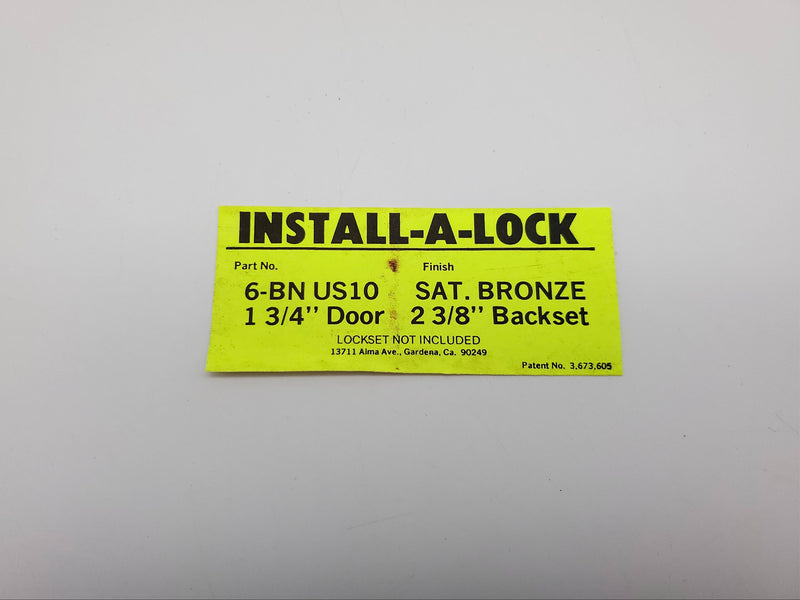 INSTALL-A-LOCK
Part No. Finish
6-BN US10 SAT. BRONZE
1 3/4'' Door 2 3/8'' Backset
LOCKSET NOT INCLUDED
13711 Alma Ave., Gardena, Ca. 90249
Patent No. 3,673,605